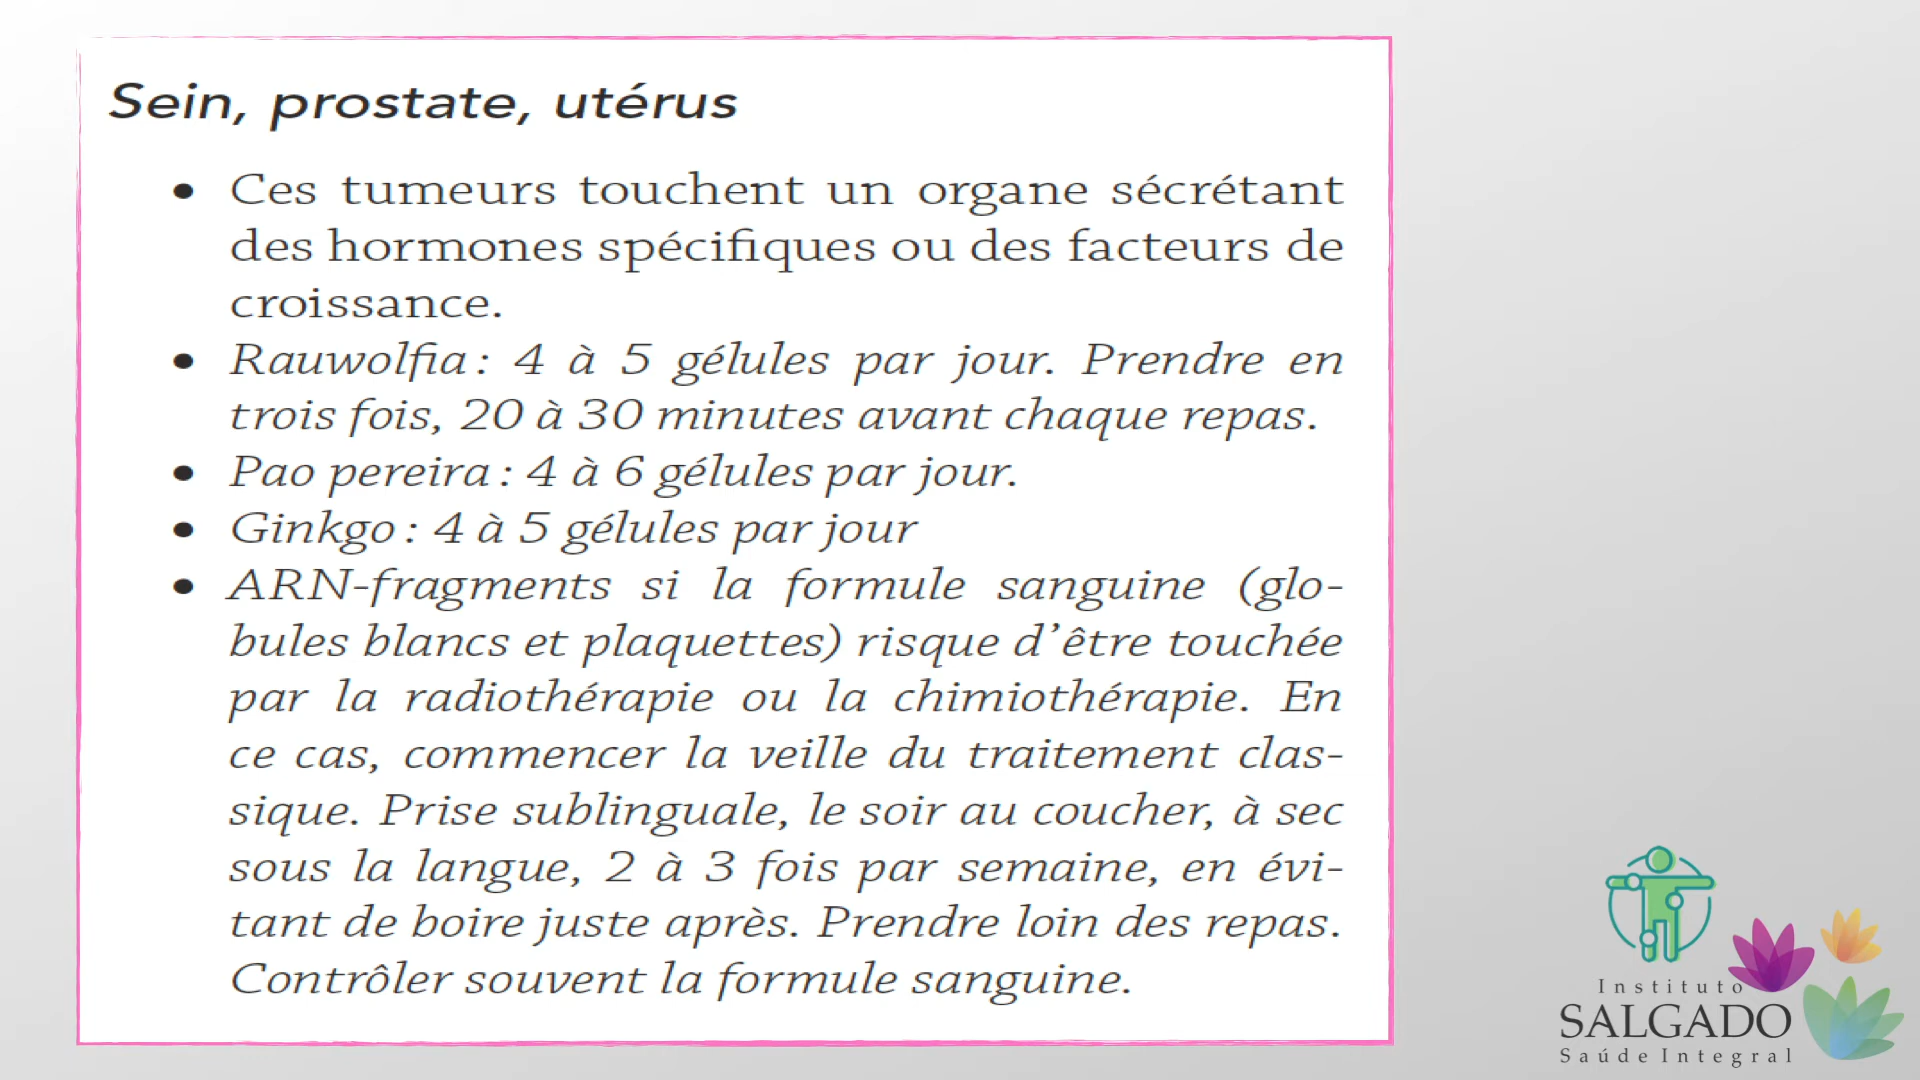 Sein, prostate, utérus
• Ces tumeurs touchent un organe sécrétant
des hormones spécifiques ou des facteurs de
croissance.
• Rauwolfia : 4 à 5 gélules par jour. Prendre en
trois fois, 20 à 30 minutes avant chaque repas.
• Pao pereira : 4 à 6 gélules par jour.
• Ginkgo : 4 à 5 gélules par jour
• ARN-fragments si la formule sanguine (glo-
bules blancs et plaquettes) risque d’être touchée
par la radiothérapie ou la chimiothérapie. En
ce cas, commencer la veille du traitement clas-
sique. Prise sublinguale, le soir au coucher, à sec
sous la langue, 2 à 3 fois par semaine, en évi-
tant de boire juste après. Prendre loin des repas.
Contrôler souvent la formule sanguine.
Instituto
SALGADO
Saúde Integral